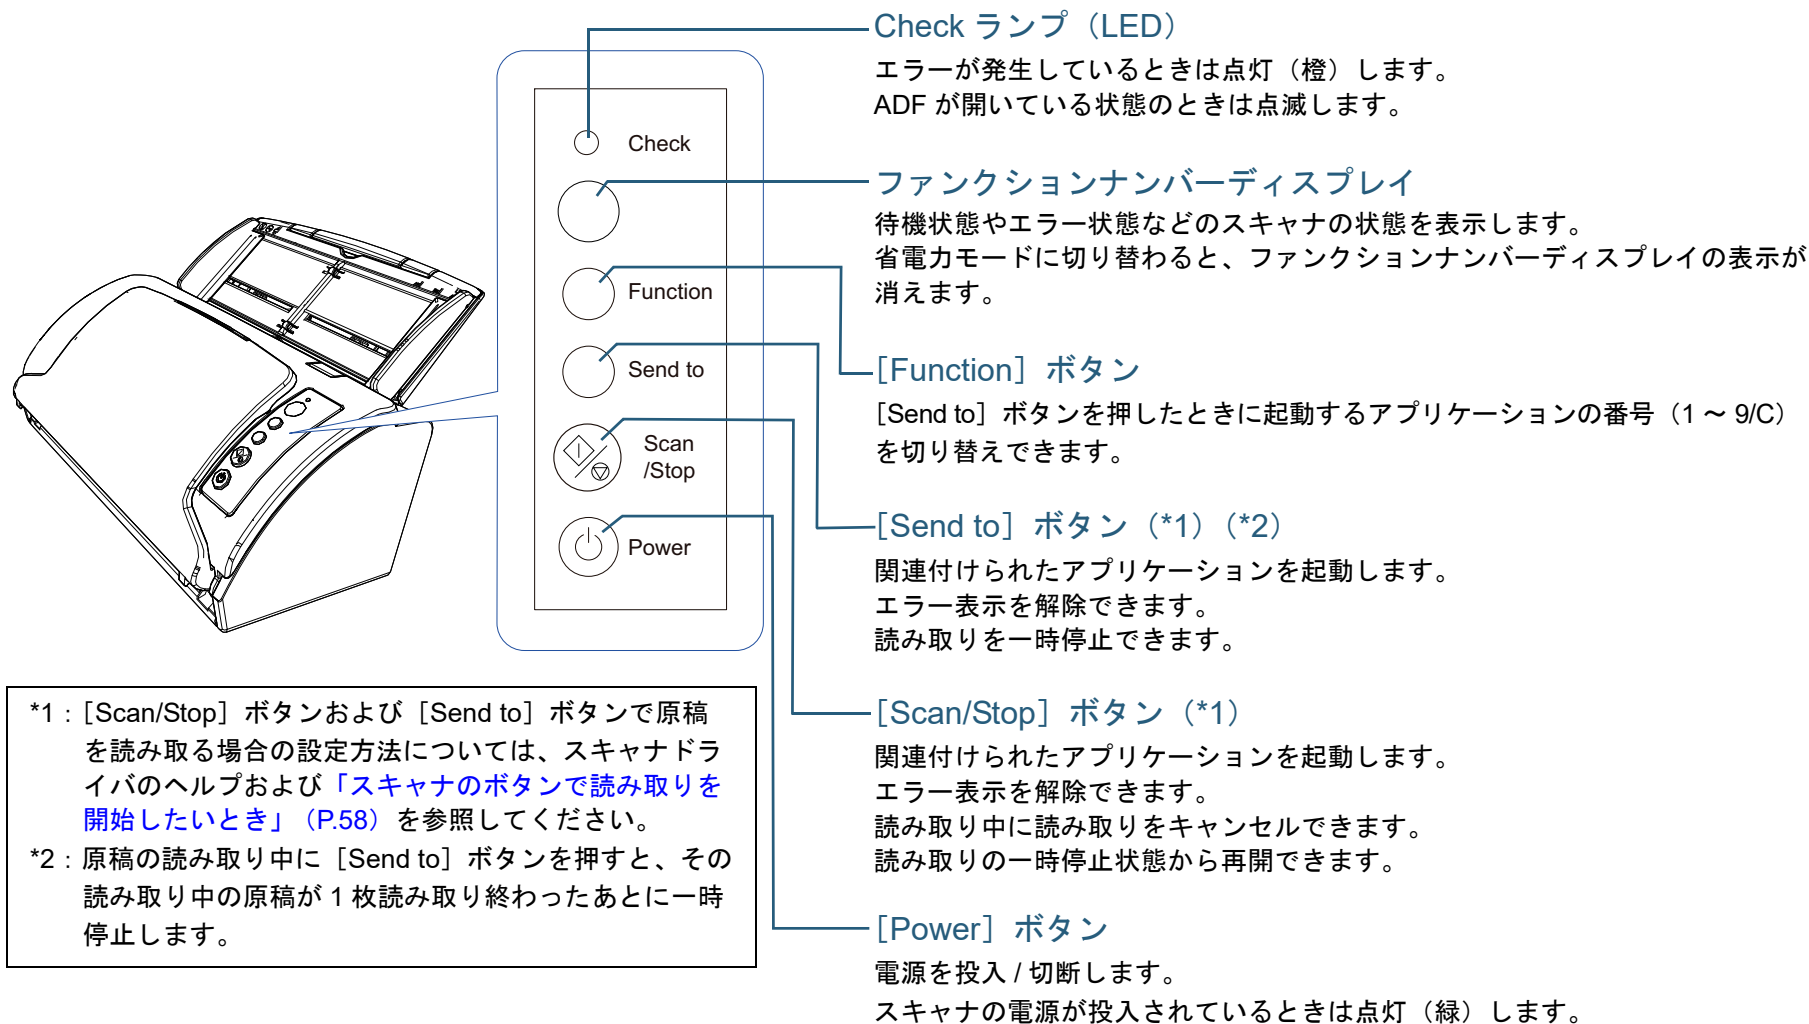 Check ランプ（LED）
エラーが発生しているときは点灯（橙）します。
ADF が開いている状態のときは点滅します。
Check
ファンクションナンバーディスプレイ
待機状態やエラー状態などのスキャナの状態を表示します。
省電力モードに切り替わると、ファンクションナンバーディスプレイの表示が
消えます。
Function
［Function］ボタン
［Send to］ボタンを押したときに起動するアプリケーションの番号（1 ～ 9/C）
を切り替えできます。
Send to
［Send to］ボタン（*1）（*2）
関連付けられたアプリケーションを起動します。
エラー表示を解除できます。
読み取りを一時停止できます。
Scan
/Stop
［Scan/Stop］ボタン（*1）
関連付けられたアプリケーションを起動します。
エラー表示を解除できます。
読み取り中に読み取りをキャンセルできます。
読み取りの一時停止状態から再開できます。
Power
［Power］ボタン
電源を投入 / 切断します。
スキャナの電源が投入されているときは点灯（緑）します。
*1：［Scan/Stop］ボタンおよび［Send to］ボタンで原稿
を読み取る場合の設定方法については、スキャナドラ
イバのヘルプおよび「スキャナのボタンで読み取りを
開始したいとき」（P.58）を参照してください。
*2：原稿の読み取り中に［Send to］ボタンを押すと、その
読み取り中の原稿が 1 枚読み取り終わったあとに一時
停止します。